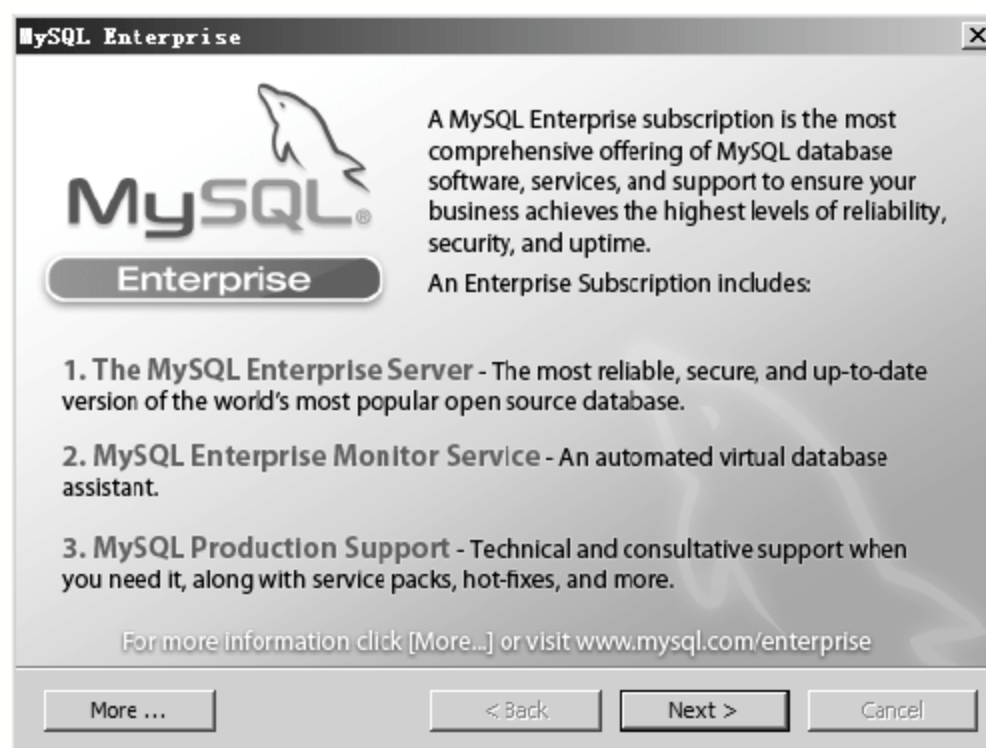 MySQL Enterprise
MySQL®
Enterprise
A MySQL Enterprise subscription is the most
comprehensive offering of MySQL database
software, services, and support to ensure your
business achieves the highest levels of reliability,
security, and uptime.
An Enterprise Subscription includes:
1. The MySQL Enterprise Server - The most reliable, secure, and up-to-date
version of the world's most popular open source database.
2. MySQL Enterprise Monitor Service - An automated virtual database
assistant.
3. MySQL Production Support - Technical and consultative support when
you need it, along with service packs, hot-fixes, and more.
For more information click [More...] or visit www.mysql.com/enterprise
More ...
< Back
Next >
Cancel